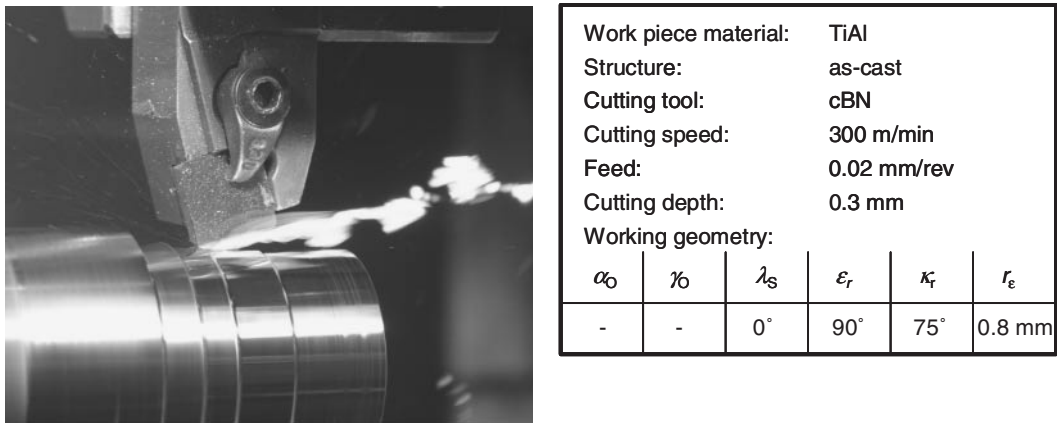 Work piece material: TiAl
Structure: as-cast
Cutting tool: cBN
Cutting speed: 300 m/min
Feed: 0.02 mm/rev
Cutting depth: 0.3 mm
Working geometry:
αO γO λS εr κr rε
- - 0° 90° 75° 0.8 mm